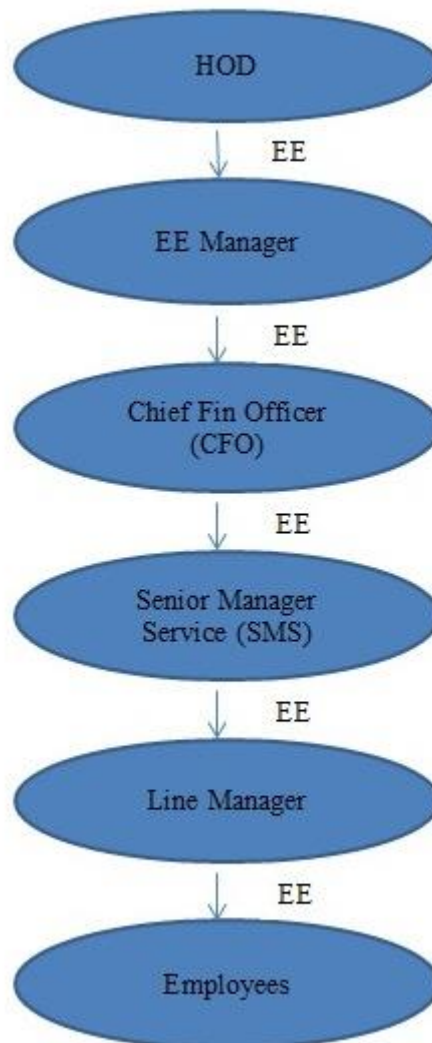 HOD
EE
EE Manager
EE
Chief Fin Officer
(CFO)
EE
Senior Manager
Service (SMS)
EE
Line Manager
EE
Employees